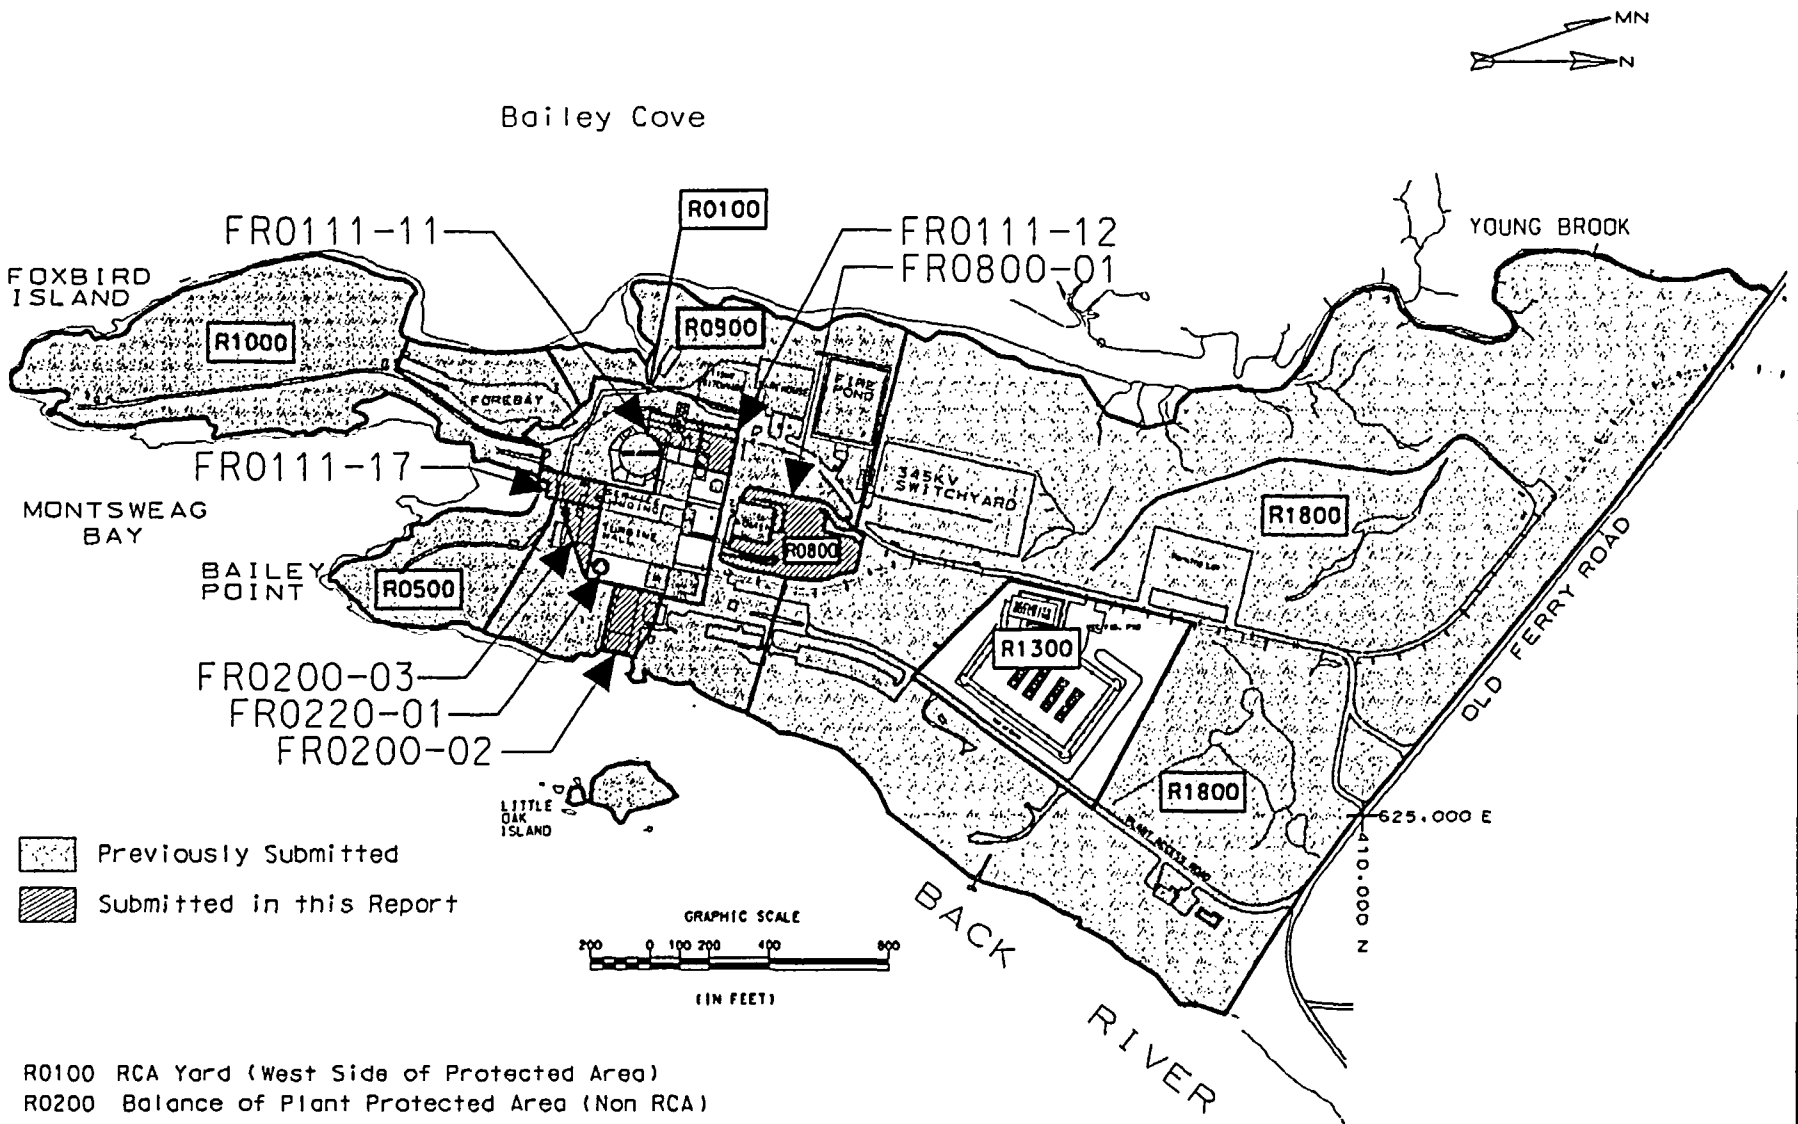 MN
N
Bailey Cove
R0100
FR0111-11
FR0111-12
FR0800-01
YOUNG BROOK
FOXBIRD
ISLAND
R1000
R0900
FIRE
POND
FOREBAY
FR0111-17
345KV
SWITCHYARD
MONTSWEAG
BAY
R1800
TURBINE
HALL
R0800
BAILEY
POINT
R0500
R1300
OLD FERRY ROAD
FR0200-03
FR0220-01
FR0200-02
R1800
LITTLE
OAK
ISLAND
625.000 E
410.000 N
PLANT ACCESS ROAD
Previously Submitted
Submitted in this Report
BACK
RIVER
GRAPHIC SCALE
200 0 100 200 400 800
(IN FEET)
R0100 RCA Yard (West Side of Protected Area)
R0200 Balance of Plant Protected Area (Non RCA)